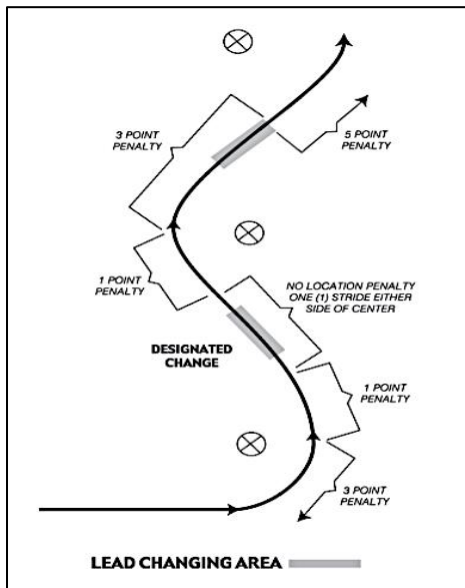 3 POINT
PENALTY
5 POINT
PENALTY
1 POINT
PENALTY
NO LOCATION PENALTY
ONE (1) STRIDE EITHER
SIDE OF CENTER
DESIGNATED
CHANGE
1 POINT
PENALTY
3 POINT
PENALTY
LEAD CHANGING AREA